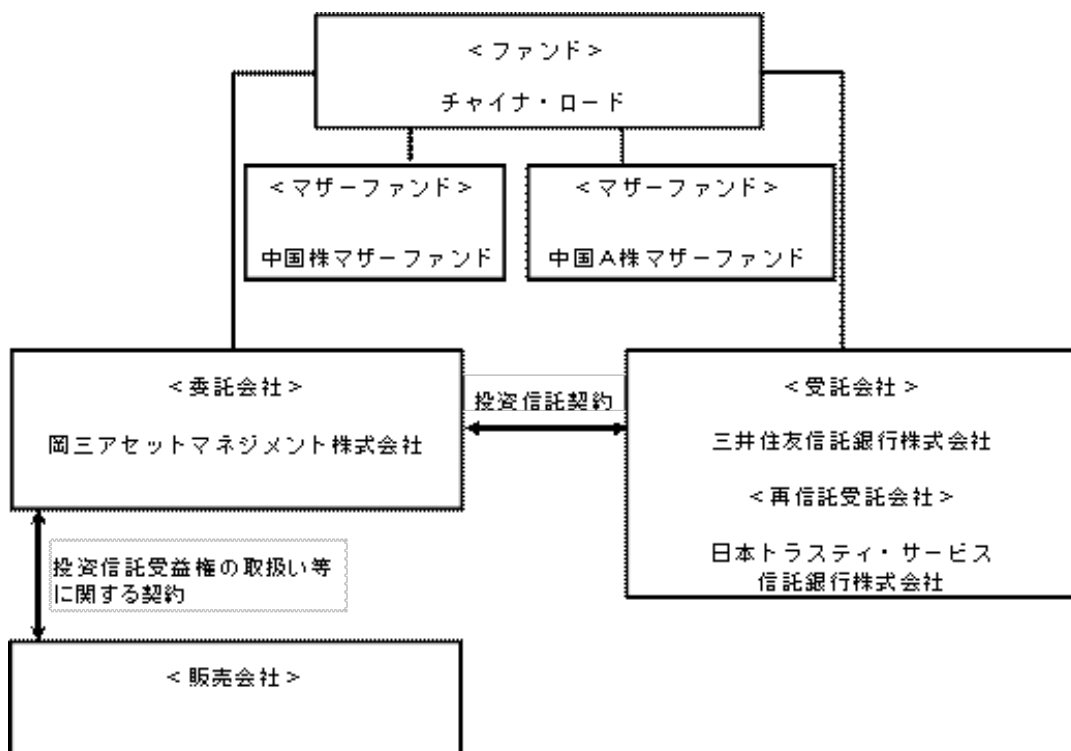 ＜ファンド＞
チャイナ・ロード
＜マザーファンド＞
中国株マザーファンド
＜マザーファンド＞
中国Ａ株マザーファンド
＜委託会社＞
岡三アセットマネジメント株式会社
投資信託契約
＜受託会社＞
三井住友信託銀行株式会社
＜再信託受託会社＞
日本トラスティ・サービス
信託銀行株式会社
投資信託受益権の取扱い等
に関する契約
＜販売会社＞